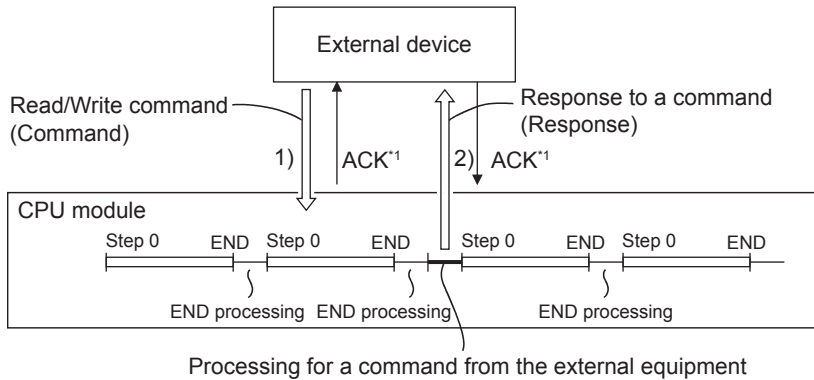 External device
Read/Write command
(Command)
Response to a command
(Response)
1)
ACK*1
2)
ACK*1
CPU module
Step 0 END Step 0 END Step 0 END Step 0 END
END processing END processing END processing
Processing for a command from the external equipment